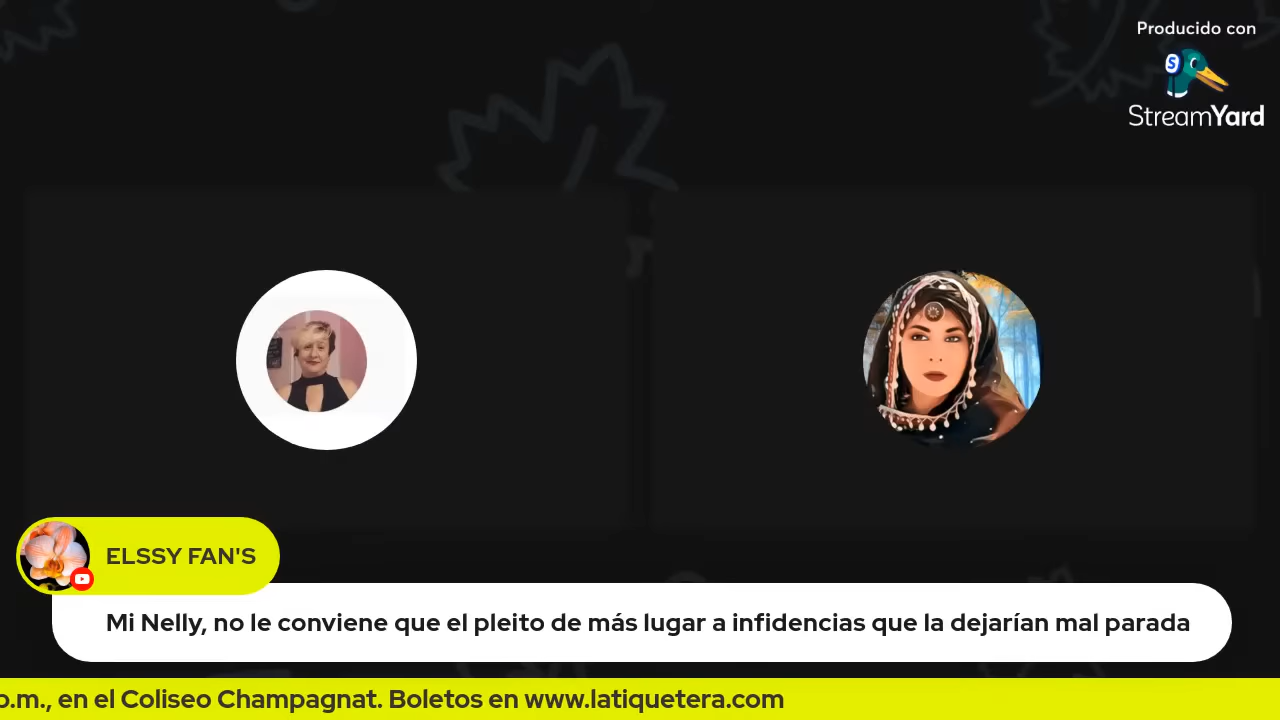 Producido con
StreamYard
ELSSY FAN'S
Mi Nelly, no le conviene que el pleito de más lugar a infidencias que la dejarían mal parada
p.m., en el Coliseo Champagnat. Boletos en www.latiquetera.com